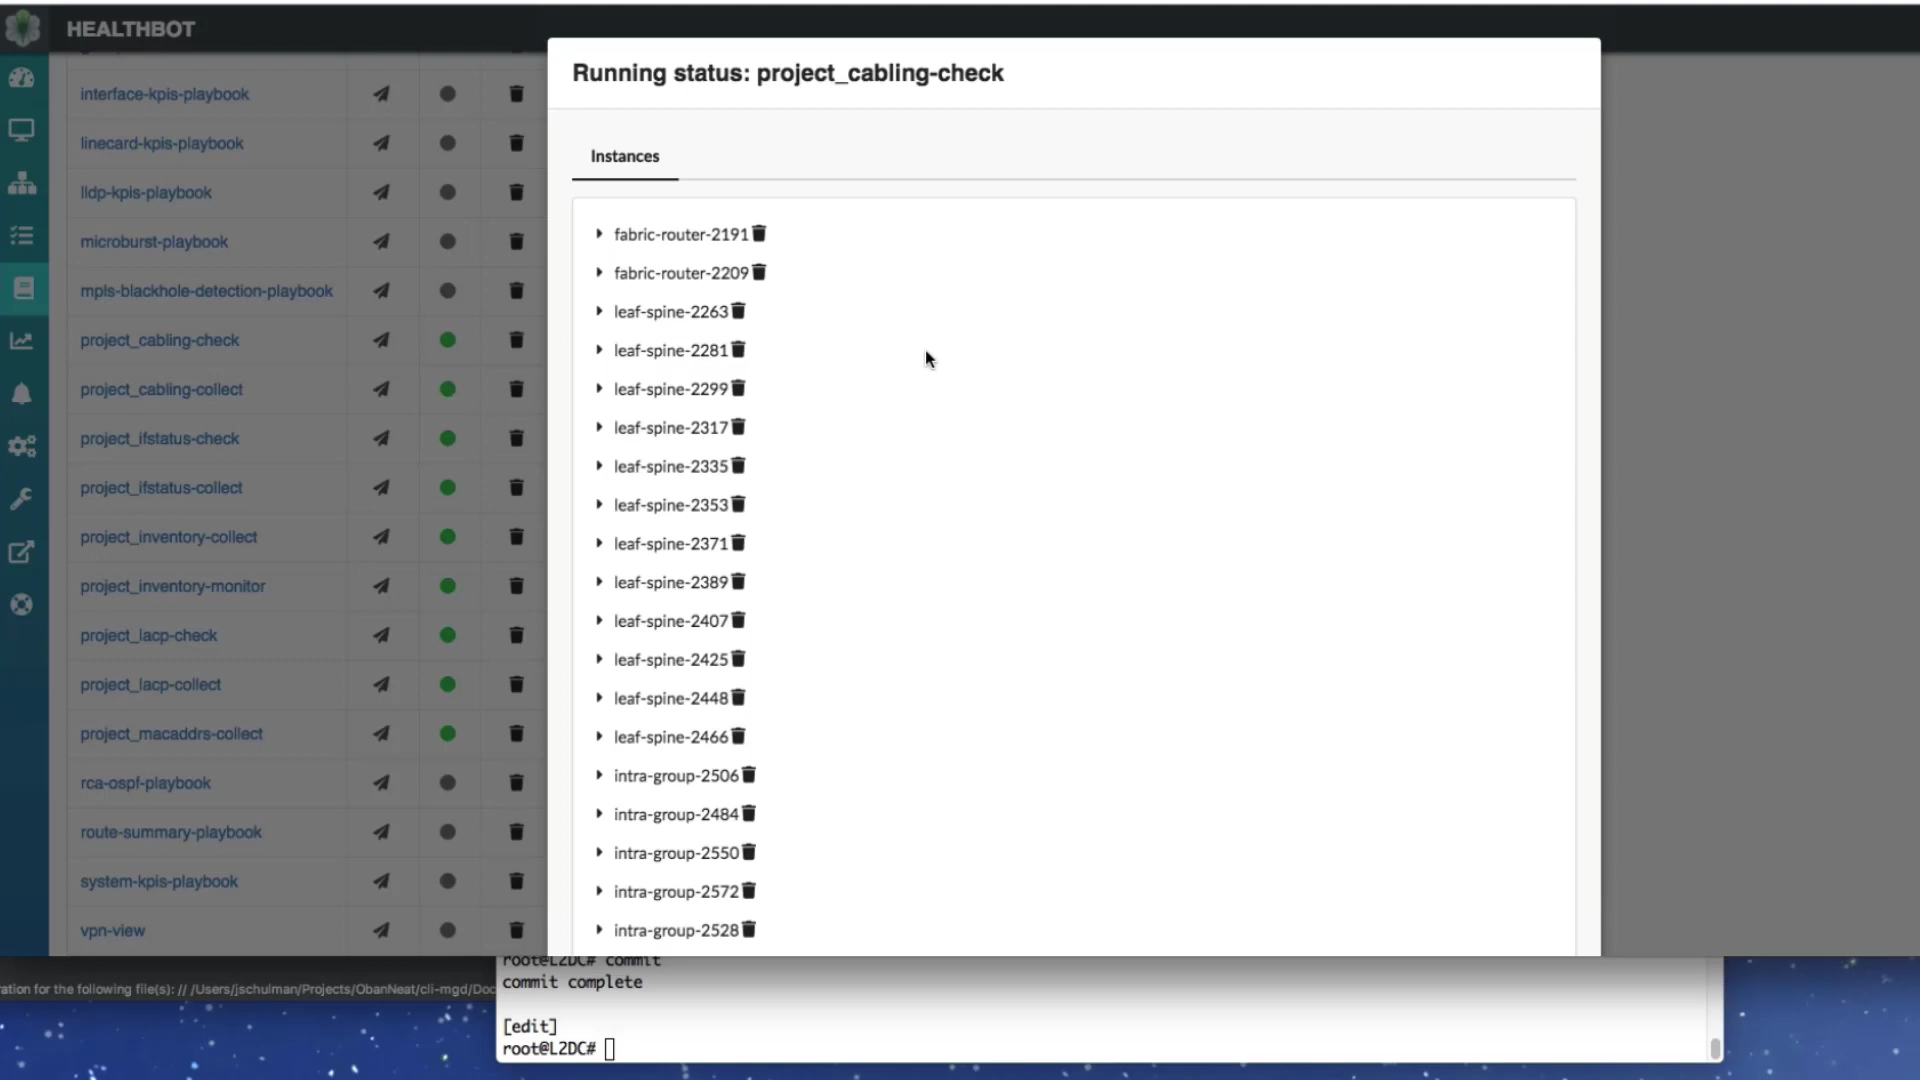 HEALTHBOT
interface-kpis-playbook
linecard-kpis-playbook
lldp-kpis-playbook
microburst-playbook
mpls-blackhole-detection-playbook
project_cabling-check
project_cabling-collect
project_ifstatus-check
project_ifstatus-collect
project_inventory-collect
project_inventory-monitor
project_lacp-check
project_lacp-collect
project_macaddrs-collect
rca-ospf-playbook
route-summary-playbook
system-kpis-playbook
vpn-view
Running status: project_cabling-check
Instances
fabric-router-2191
fabric-router-2209
leaf-spine-2263
leaf-spine-2281
leaf-spine-2299
leaf-spine-2317
leaf-spine-2335
leaf-spine-2353
leaf-spine-2371
leaf-spine-2389
leaf-spine-2407
leaf-spine-2425
leaf-spine-2448
leaf-spine-2466
intra-group-2506
intra-group-2484
intra-group-2550
intra-group-2572
intra-group-2528
ation for the following file(s): // /Users/jschulman/Projects/ObanNeat/cli-mgd/Doc
root@L2DC# commit
commit complete
[edit]
root@L2DC#